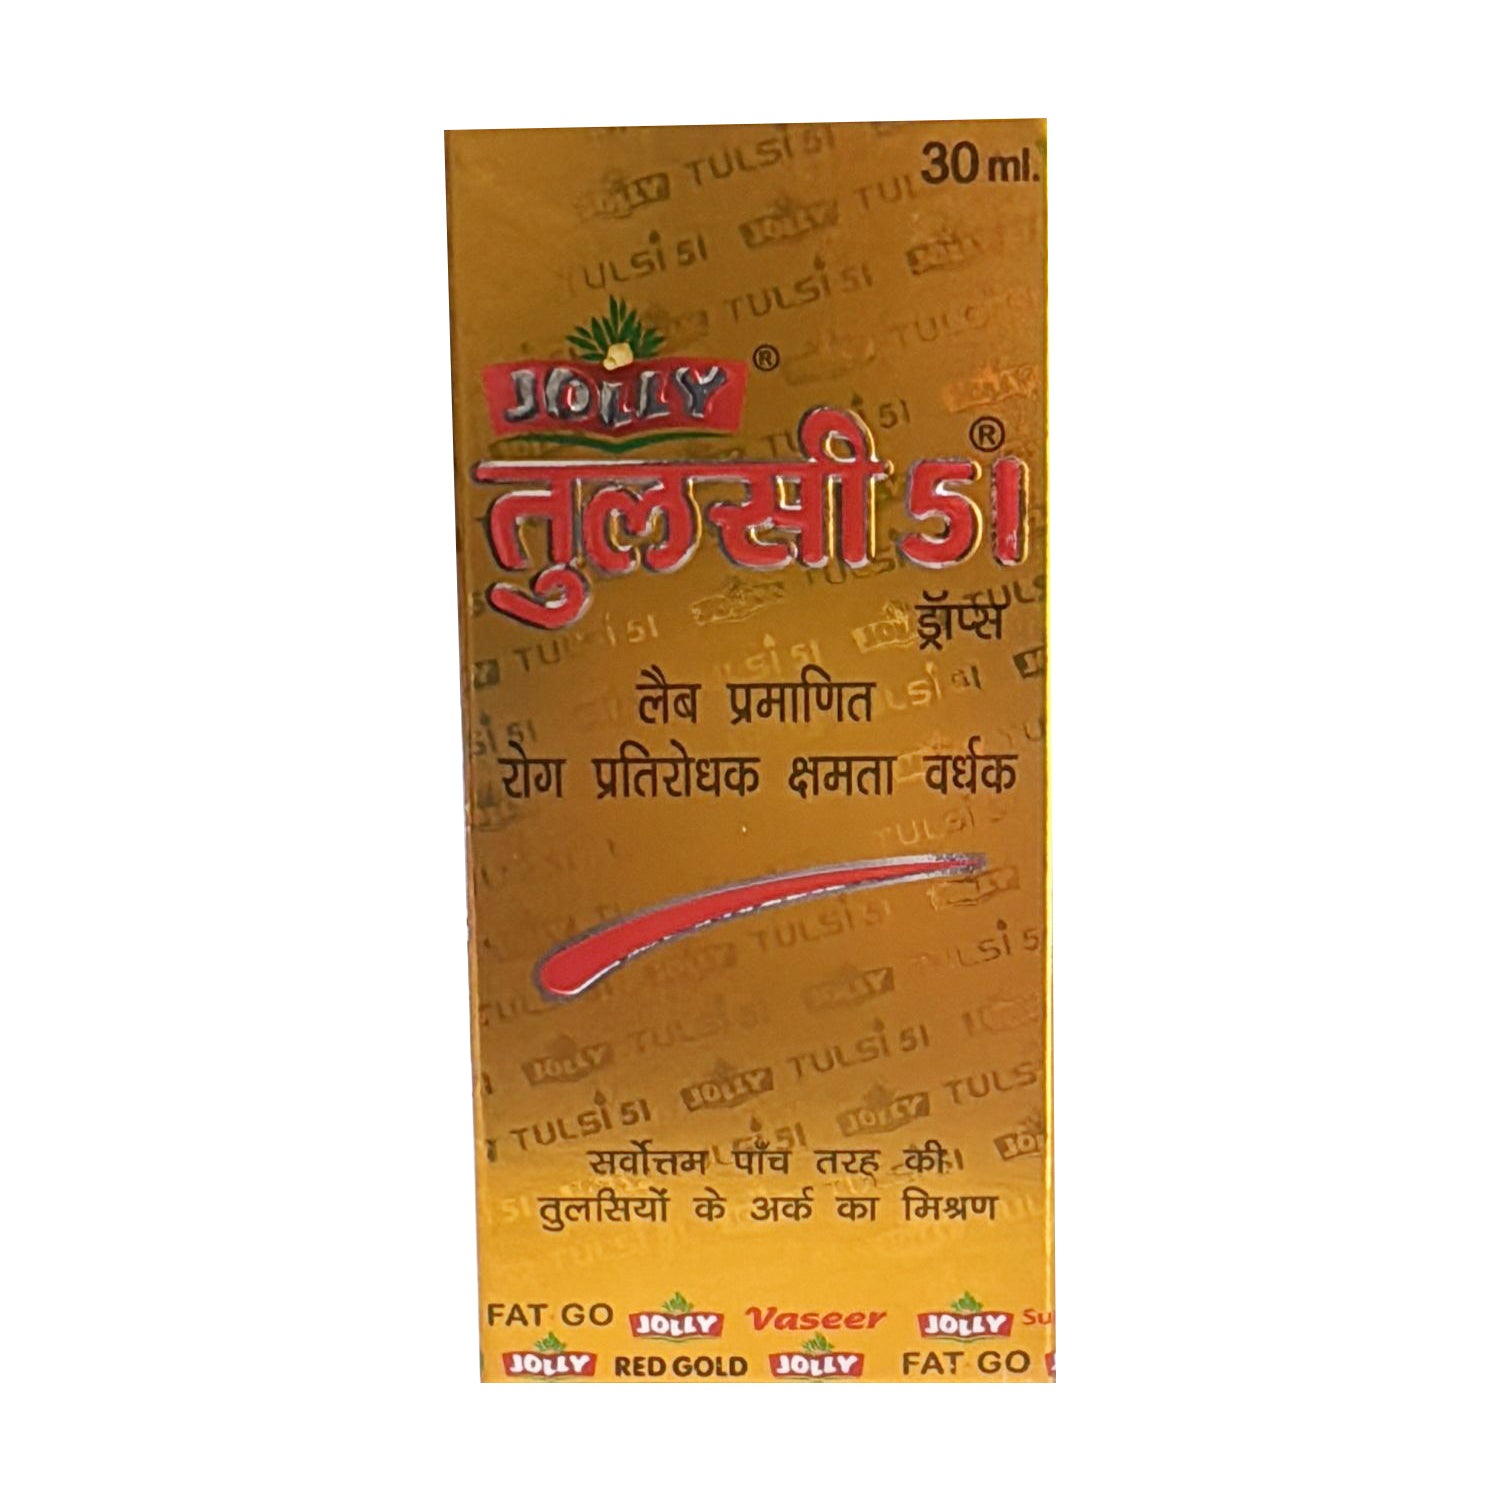 30 ml.
JOLLY ®
तुलसी 51 ®
ड्रॉप्स
लैब प्रमाणित
रोग प्रतिरोधक क्षमता वर्धक
सर्वोत्तम पाँच तरह की
तुलसियों के अर्क का मिश्रण
FAT GO JOLLY Vaseer JOLLY Su
JOLLY RED GOLD JOLLY FAT GO